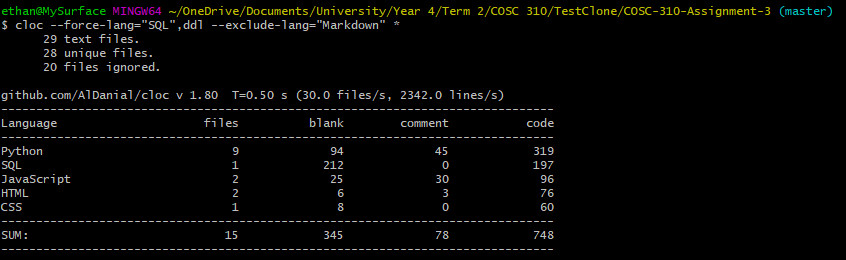 ethan@MySurface MINGW64 ~/OneDrive/Documents/University/Year 4/Term 2/COSC 310/TestClone/COSC-310-Assignment-3 (master)
$ cloc --force-lang="SQL",ddl --exclude-lang="Markdown" *
      29 text files.
      28 unique files.
      20 files ignored.
github.com/AlDanial/cloc v 1.80  T=0.50 s (30.0 files/s, 2342.0 lines/s)
-------------------------------------------------------------------------------
Language                     files          blank        comment           code
-------------------------------------------------------------------------------
Python                           9             94             45            319
SQL                              1            212              0            197
JavaScript                       2             25             30             96
HTML                             2              6              3             76
CSS                              1              8              0             60
-------------------------------------------------------------------------------
SUM:                            15            345             78            748
-------------------------------------------------------------------------------